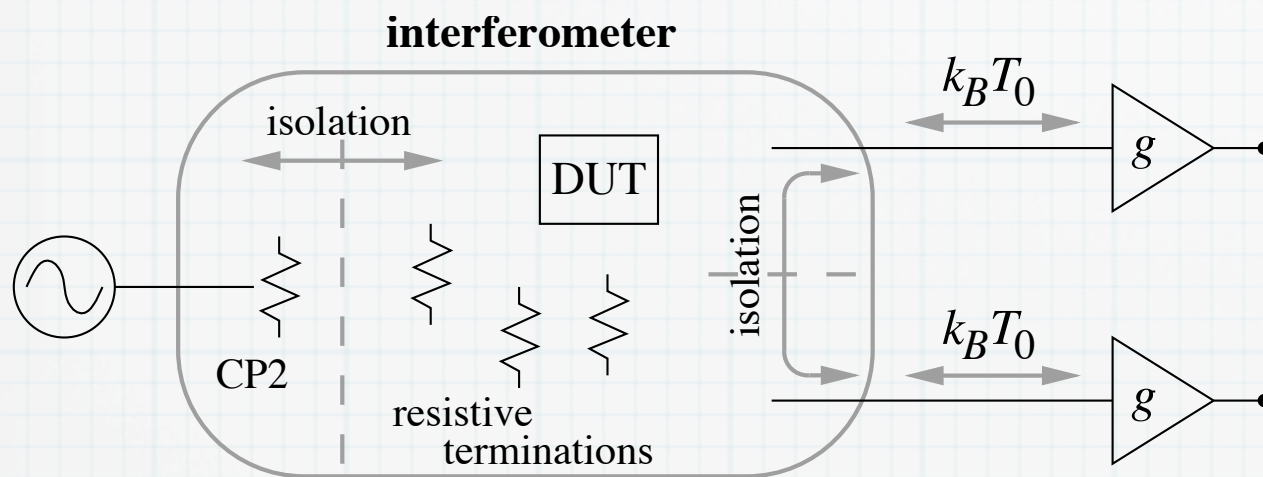 interferometer
isolation
DUT
CP2
resistive
terminations
isolation
k_BT_0
g
k_BT_0
g